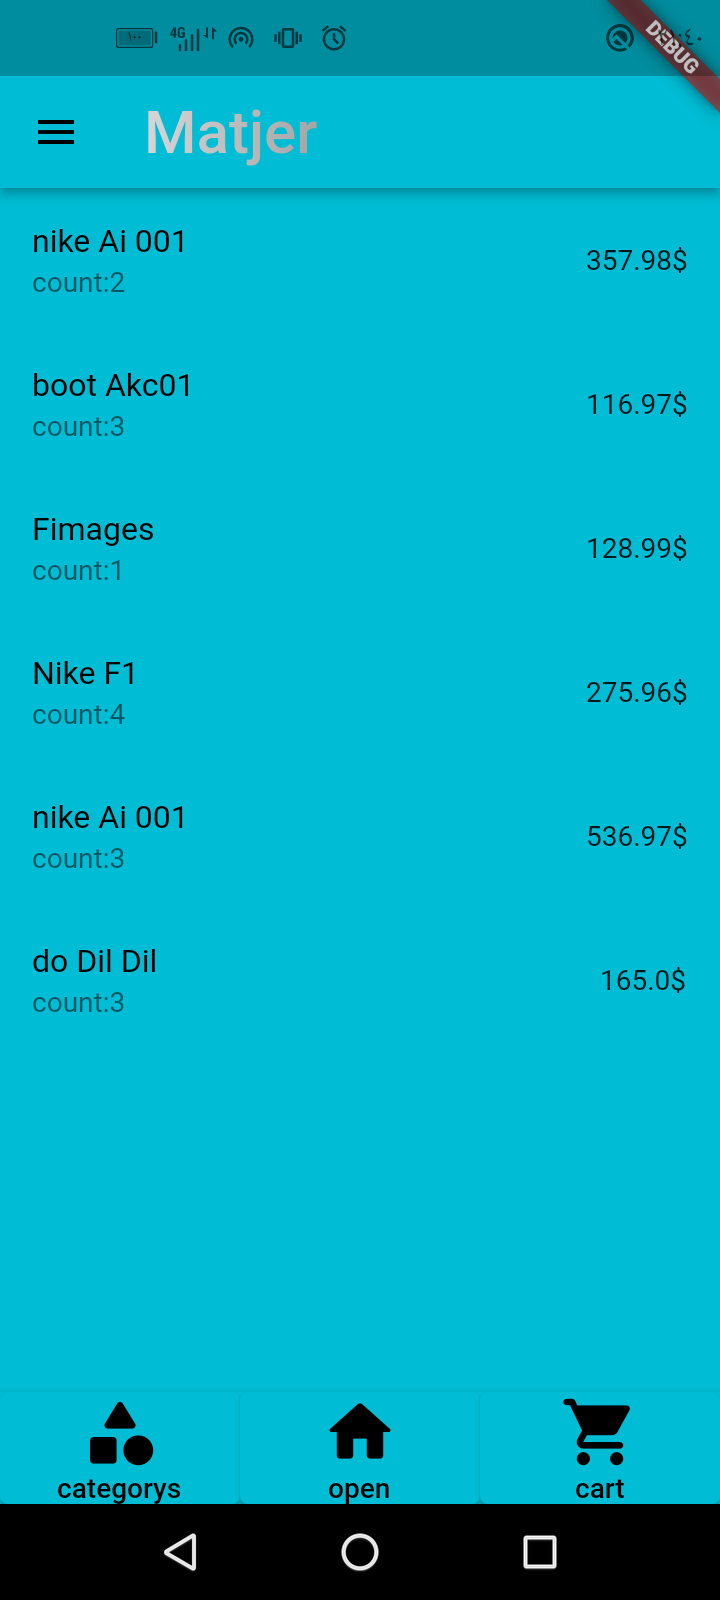 ١٠٠
4G
DEBUG
Matjer
nike Ai 001
count:2
357.98$
boot Akc01
count:3
116.97$
Fimages
count:1
128.99$
Nike F1
count:4
275.96$
nike Ai 001
count:3
536.97$
do Dil Dil
count:3
165.0$
categorys
open
cart